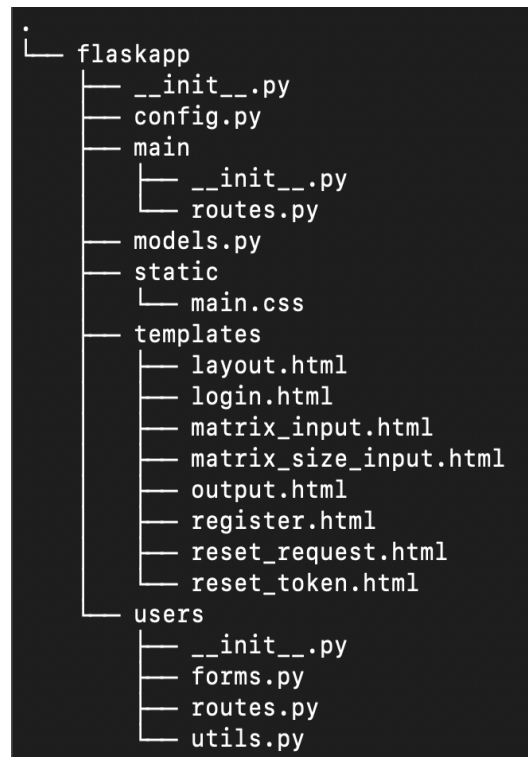 .
└── flaskapp
    ├── __init__.py
    ├── config.py
    ├── main
    │   ├── __init__.py
    │   └── routes.py
    ├── models.py
    ├── static
    │   └── main.css
    ├── templates
    │   ├── layout.html
    │   ├── login.html
    │   ├── matrix_input.html
    │   ├── matrix_size_input.html
    │   ├── output.html
    │   ├── register.html
    │   ├── reset_request.html
    │   └── reset_token.html
    └── users
        ├── __init__.py
        ├── forms.py
        ├── routes.py
        └── utils.py